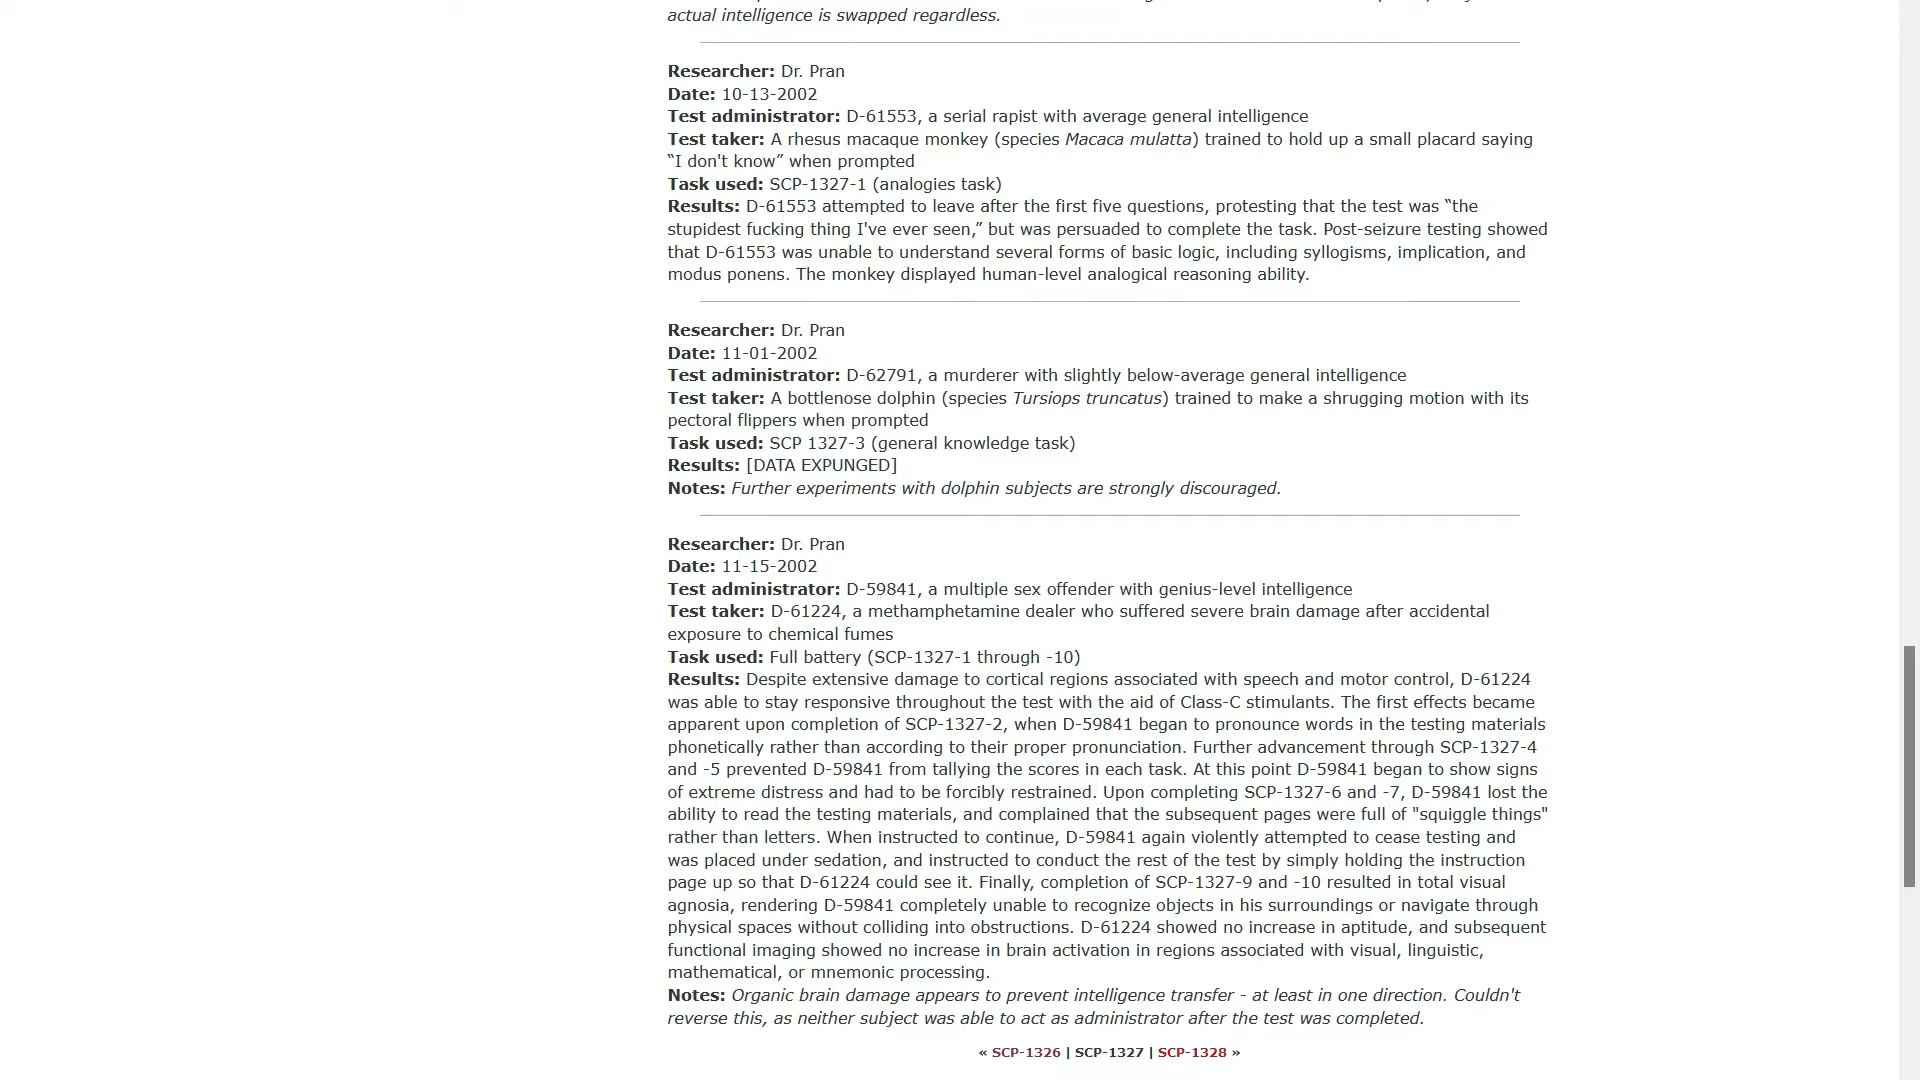 actual intelligence is swapped regardless.
Researcher: Dr. Pran
Date: 10-13-2002
Test administrator: D-61553, a serial rapist with average general intelligence
Test taker: A rhesus macaque monkey (species Macaca mulatta) trained to hold up a small placard saying
“I don't know” when prompted
Task used: SCP-1327-1 (analogies task)
Results: D-61553 attempted to leave after the first five questions, protesting that the test was “the
stupidest fucking thing I've ever seen,” but was persuaded to complete the task. Post-seizure testing showed
that D-61553 was unable to understand several forms of basic logic, including syllogisms, implication, and
modus ponens. The monkey displayed human-level analogical reasoning ability.
Researcher: Dr. Pran
Date: 11-01-2002
Test administrator: D-62791, a murderer with slightly below-average general intelligence
Test taker: A bottlenose dolphin (species Tursiops truncatus) trained to make a shrugging motion with its
pectoral flippers when prompted
Task used: SCP 1327-3 (general knowledge task)
Results: [DATA EXPUNGED]
Notes: Further experiments with dolphin subjects are strongly discouraged.
Researcher: Dr. Pran
Date: 11-15-2002
Test administrator: D-59841, a multiple sex offender with genius-level intelligence
Test taker: D-61224, a methamphetamine dealer who suffered severe brain damage after accidental
exposure to chemical fumes
Task used: Full battery (SCP-1327-1 through -10)
Results: Despite extensive damage to cortical regions associated with speech and motor control, D-61224
was able to stay responsive throughout the test with the aid of Class-C stimulants. The first effects became
apparent upon completion of SCP-1327-2, when D-59841 began to pronounce words in the testing materials
phonetically rather than according to their proper pronunciation. Further advancement through SCP-1327-4
and -5 prevented D-59841 from tallying the scores in each task. At this point D-59841 began to show signs
of extreme distress and had to be forcibly restrained. Upon completing SCP-1327-6 and -7, D-59841 lost the
ability to read the testing materials, and complained that the subsequent pages were full of "squiggle things"
rather than letters. When instructed to continue, D-59841 again violently attempted to cease testing and
was placed under sedation, and instructed to conduct the rest of the test by simply holding the instruction
page up so that D-61224 could see it. Finally, completion of SCP-1327-9 and -10 resulted in total visual
agnosia, rendering D-59841 completely unable to recognize objects in his surroundings or navigate through
physical spaces without colliding into obstructions. D-61224 showed no increase in aptitude, and subsequent
functional imaging showed no increase in brain activation in regions associated with visual, linguistic,
mathematical, or mnemonic processing.
Notes: Organic brain damage appears to prevent intelligence transfer - at least in one direction. Couldn't
reverse this, as neither subject was able to act as administrator after the test was completed.
« SCP-1326 | SCP-1327 | SCP-1328 »